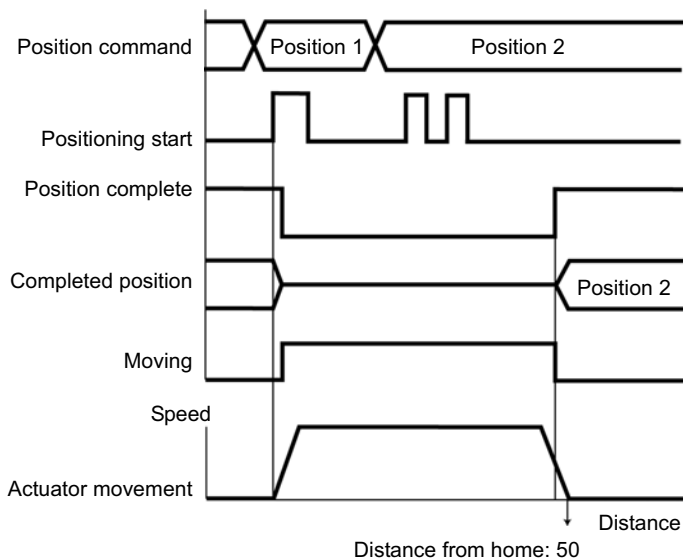 Position command
Position 1
Position 2
Positioning start
Position complete
Completed position
Position 2
Moving
Speed
Actuator movement
Distance
Distance from home: 50